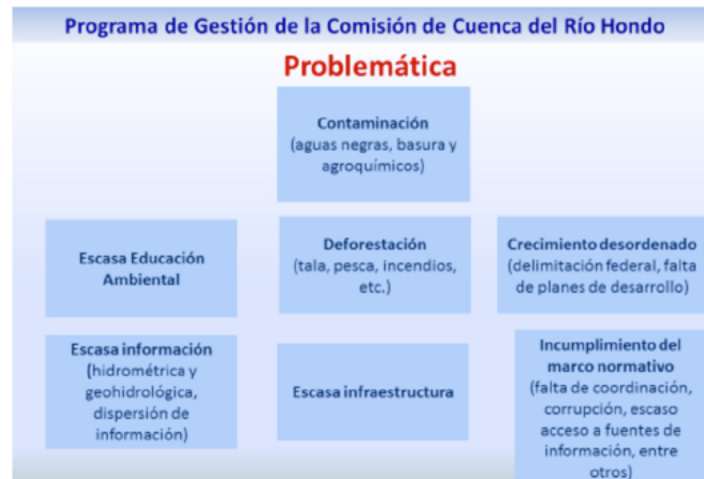 Programa de Gestión de la Comisión de Cuenca del Río Hondo
Problemática
Contaminación
(aguas negras, basura y
agroquímicos)
Escasa Educación
Ambiental
Deforestación
(tala, pesca, incendios,
etc.)
Crecimiento desordenado
(delimitación federal, falta
de planes de desarrollo)
Escasa información
(hidrométrica y
geohidrológica,
dispersión de
información)
Escasa infraestructura
Incumplimiento del
marco normativo
(falta de coordinación,
corrupción, escaso
acceso a fuentes de
información, entre
otros)